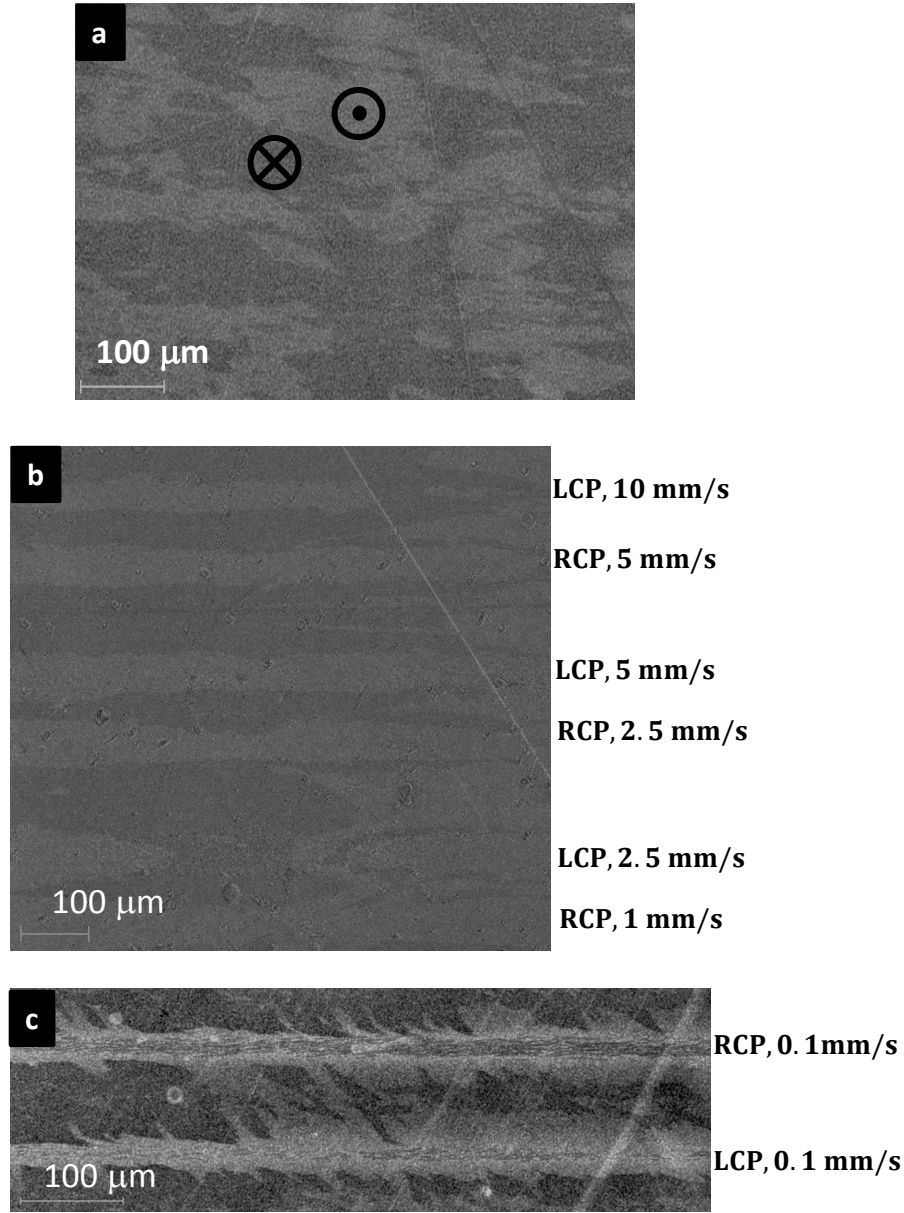 a
100 μm
b
LCP, 10 mm/s
RCP, 5 mm/s
LCP, 5 mm/s
RCP, 2. 5 mm/s
LCP, 2. 5 mm/s
100 μm
RCP, 1 mm/s
c
RCP, 0. 1mm/s
LCP, 0. 1 mm/s
100 μm